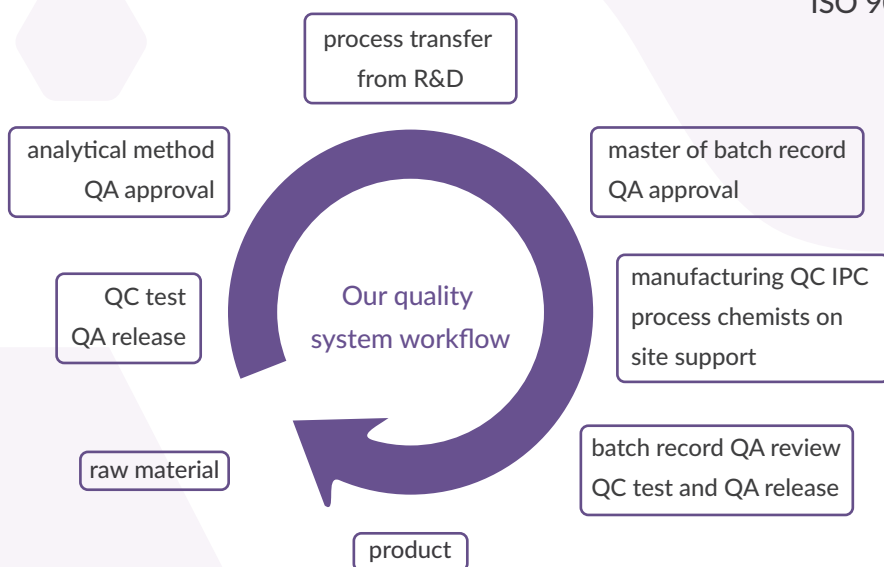 ISO
process transfer
from R&D
analytical method
QA approval
master of batch record
QA approval
QC test
QA release
Our quality
system workflow
manufacturing QC IPC
process chemists on
site support
raw material
batch record QA review
QC test and QA release
product